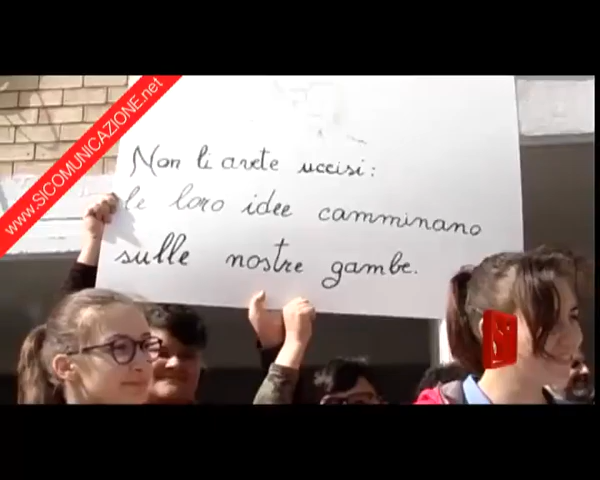 www.SICOMUNICAZIONE.net
Non li avete uccisi:
le loro idee camminano
sulle nostre gambe.